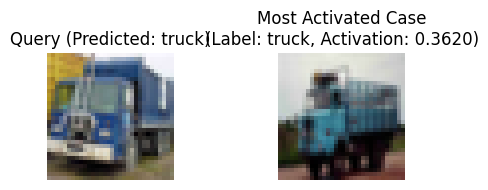 Most Activated Case
Query (Predicted: truck)
(Label: truck, Activation: 0.3620)